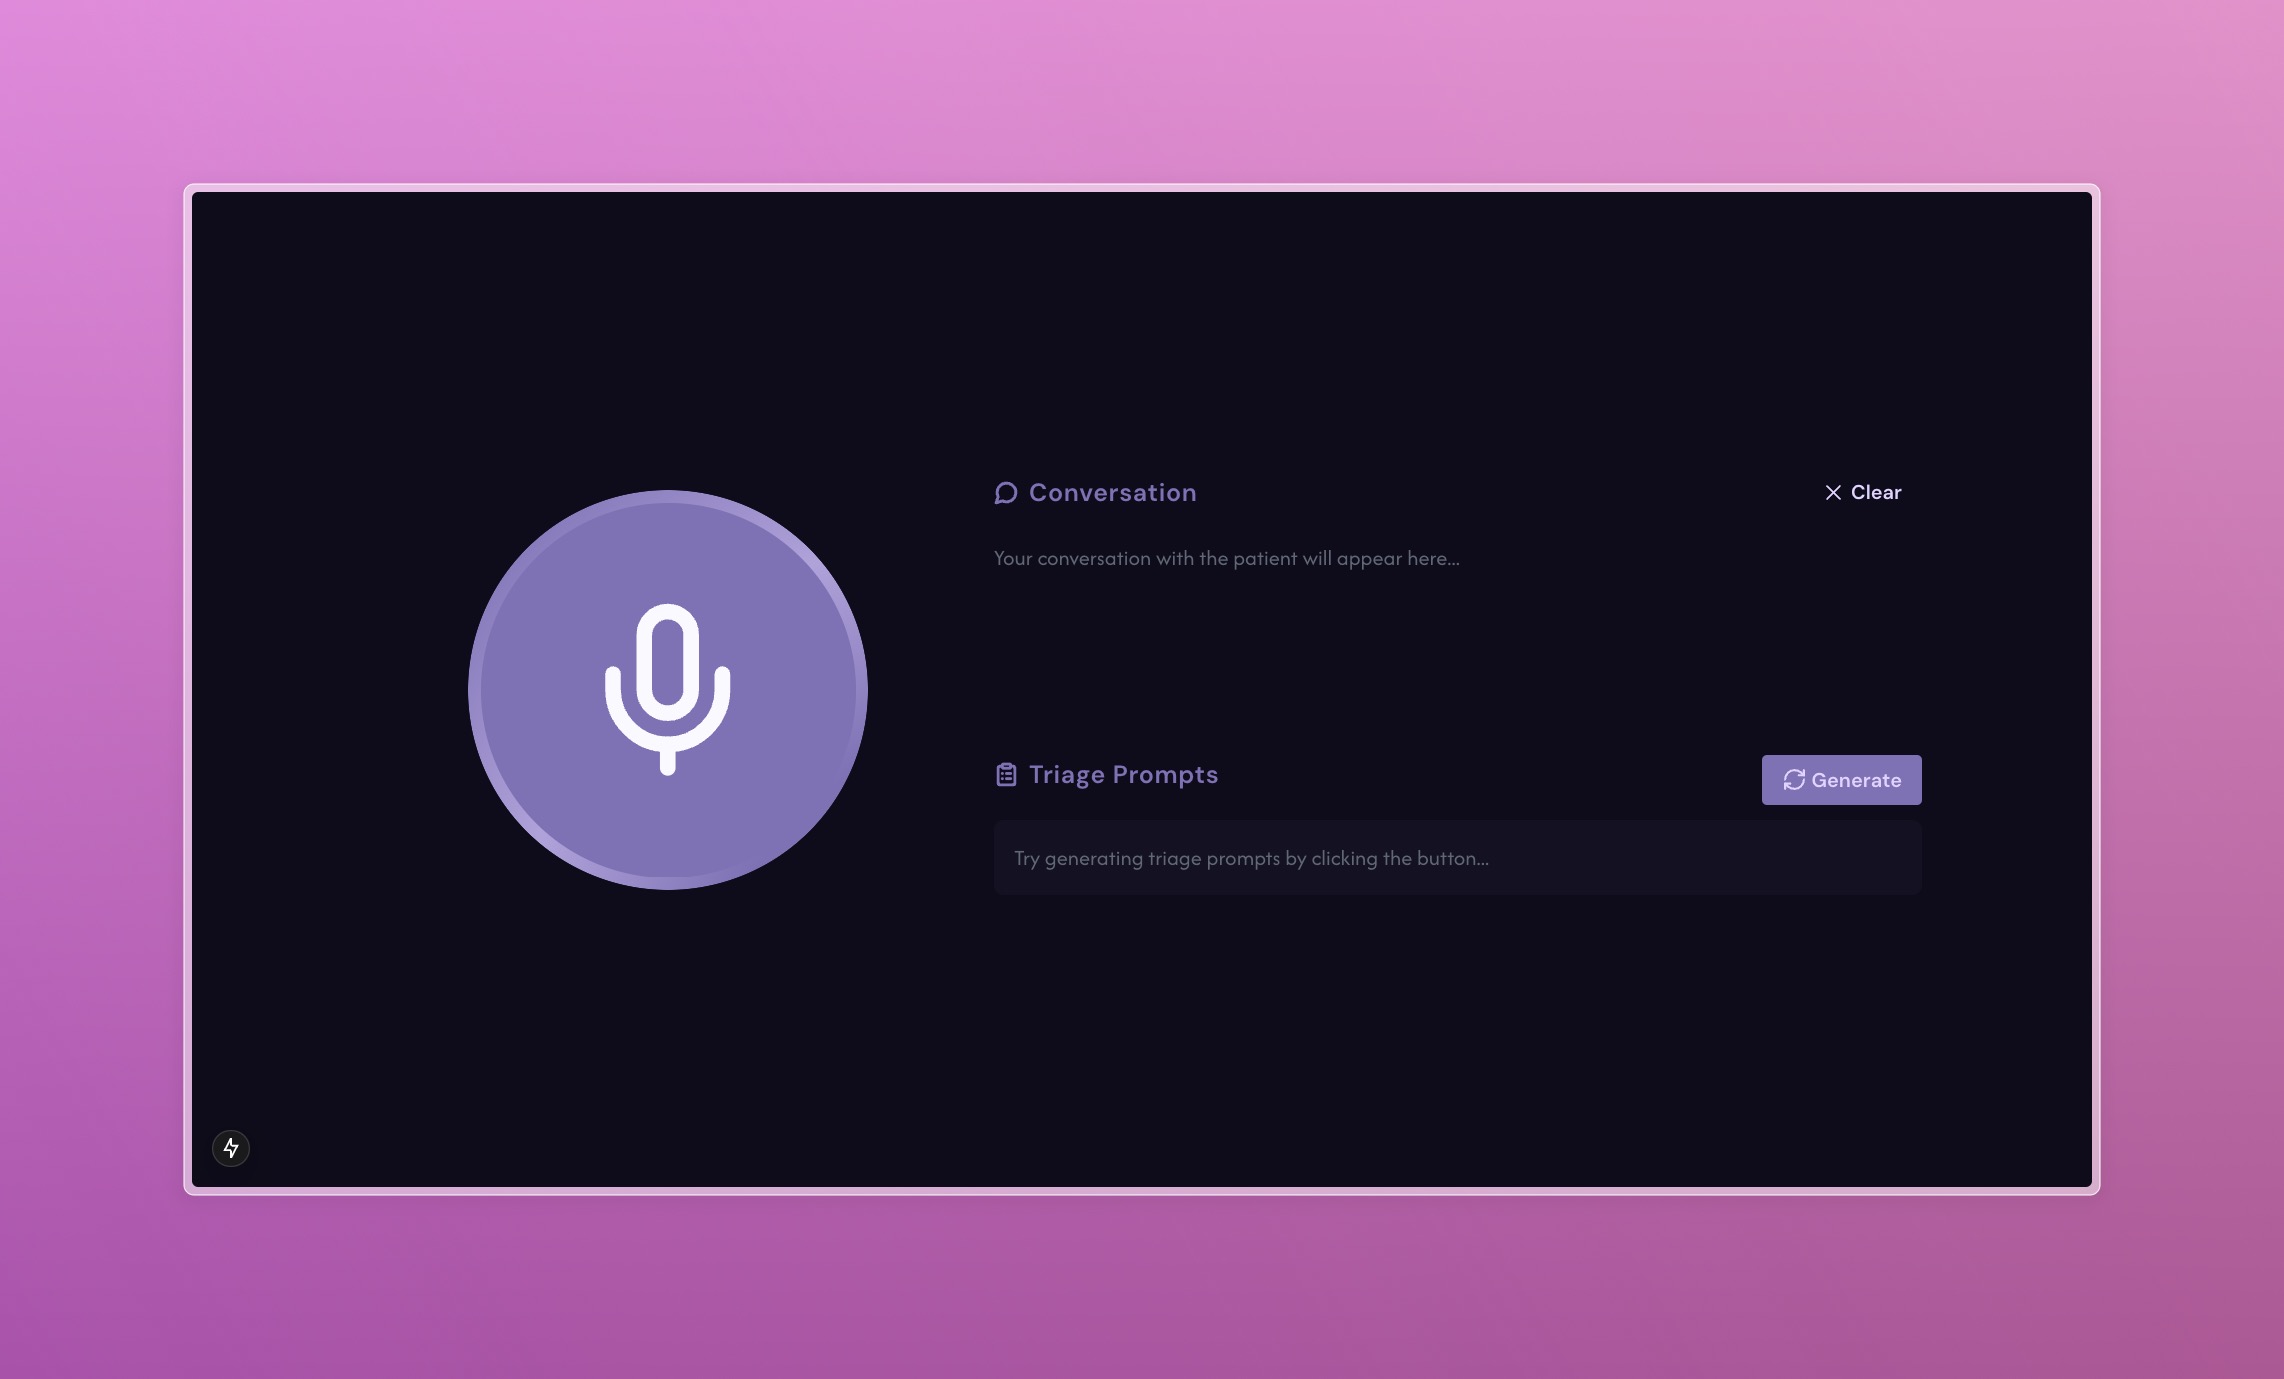 Conversation
Clear
Your conversation with the patient will appear here...
Triage Prompts
Generate
Try generating triage prompts by clicking the button...